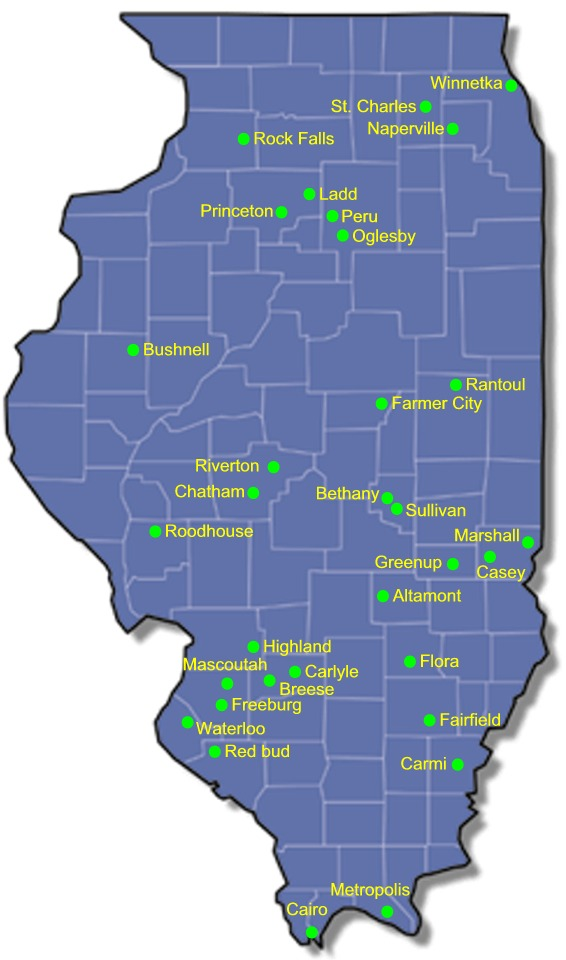 Winnetka
St. Charles
Naperville
Rock Falls
Ladd
Princeton
Peru
Oglesby
Bushnell
Rantoul
Farmer City
Riverton
Chatham
Bethany
Sullivan
Roodhouse
Marshall
Greenup
Casey
Altamont
Highland
Mascoutah
Carlyle
Flora
Breese
Freeburg
Fairfield
Waterloo
Red bud
Carmi
Metropolis
Cairo